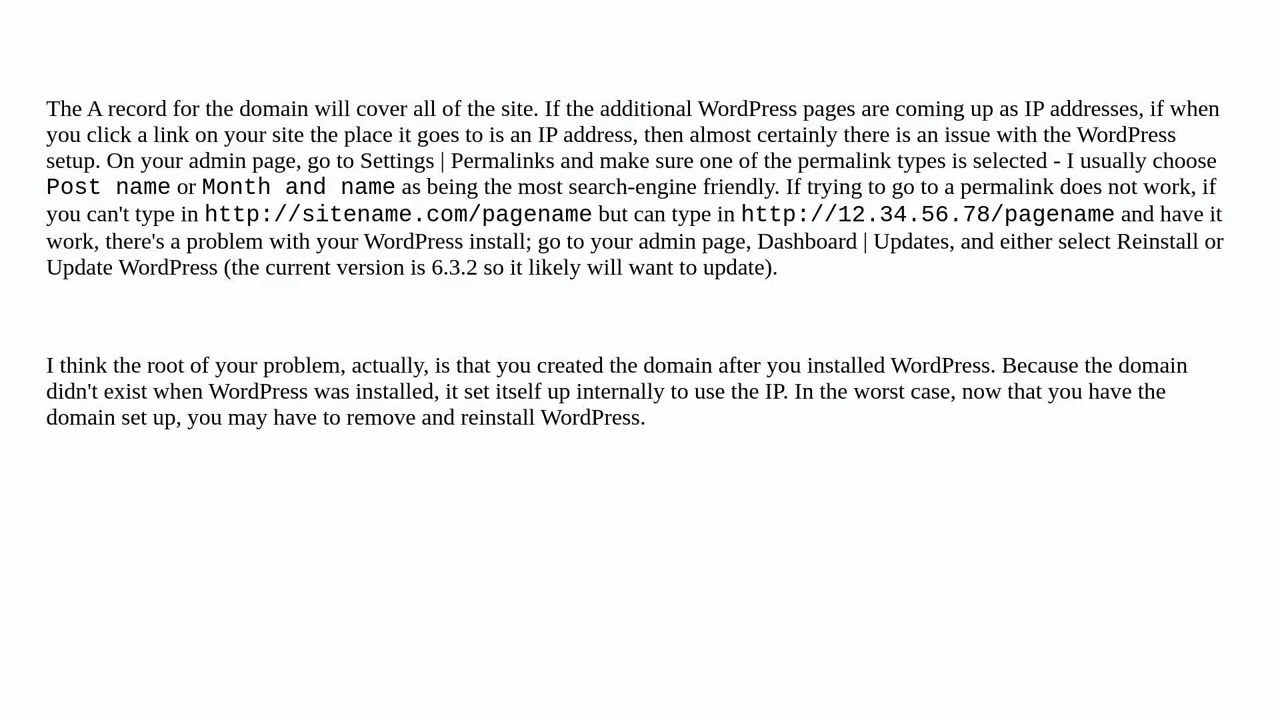 The A record for the domain will cover all of the site. If the additional WordPress pages are coming up as IP addresses, if when
you click a link on your site the place it goes to is an IP address, then almost certainly there is an issue with the WordPress
setup. On your admin page, go to Settings | Permalinks and make sure one of the permalink types is selected - I usually choose
Post name or Month and name as being the most search-engine friendly. If trying to go to a permalink does not work, if
you can't type in http://sitename.com/pagename but can type in http://12.34.56.78/pagename and have it
work, there's a problem with your WordPress install; go to your admin page, Dashboard | Updates, and either select Reinstall or
Update WordPress (the current version is 6.3.2 so it likely will want to update).
I think the root of your problem, actually, is that you created the domain after you installed WordPress. Because the domain
didn't exist when WordPress was installed, it set itself up internally to use the IP. In the worst case, now that you have the
domain set up, you may have to remove and reinstall WordPress.